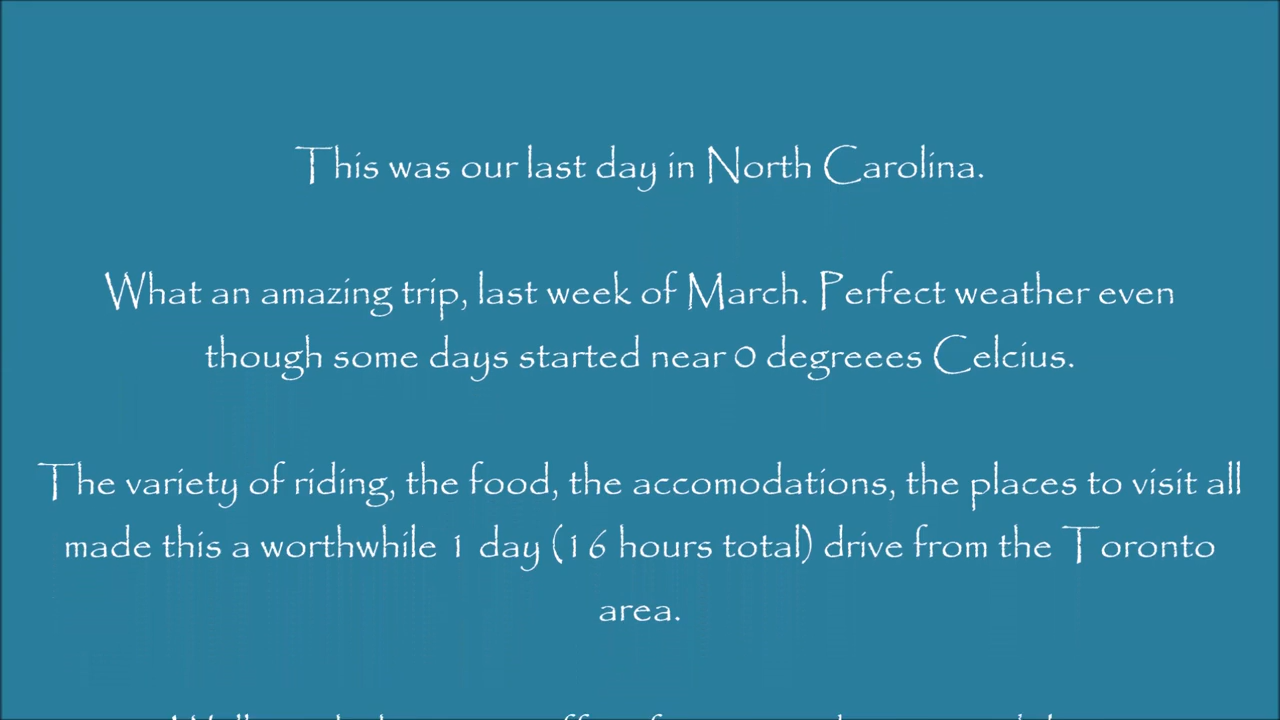 This was our last day in North Carolina.
What an amazing trip, last week of March. Perfect weather even
though some days started near 0 degreees Celcius.
The variety of riding, the food, the accomodations, the places to visit all
made this a worthwhile 1 day (16 hours total) drive from the Toronto
area.